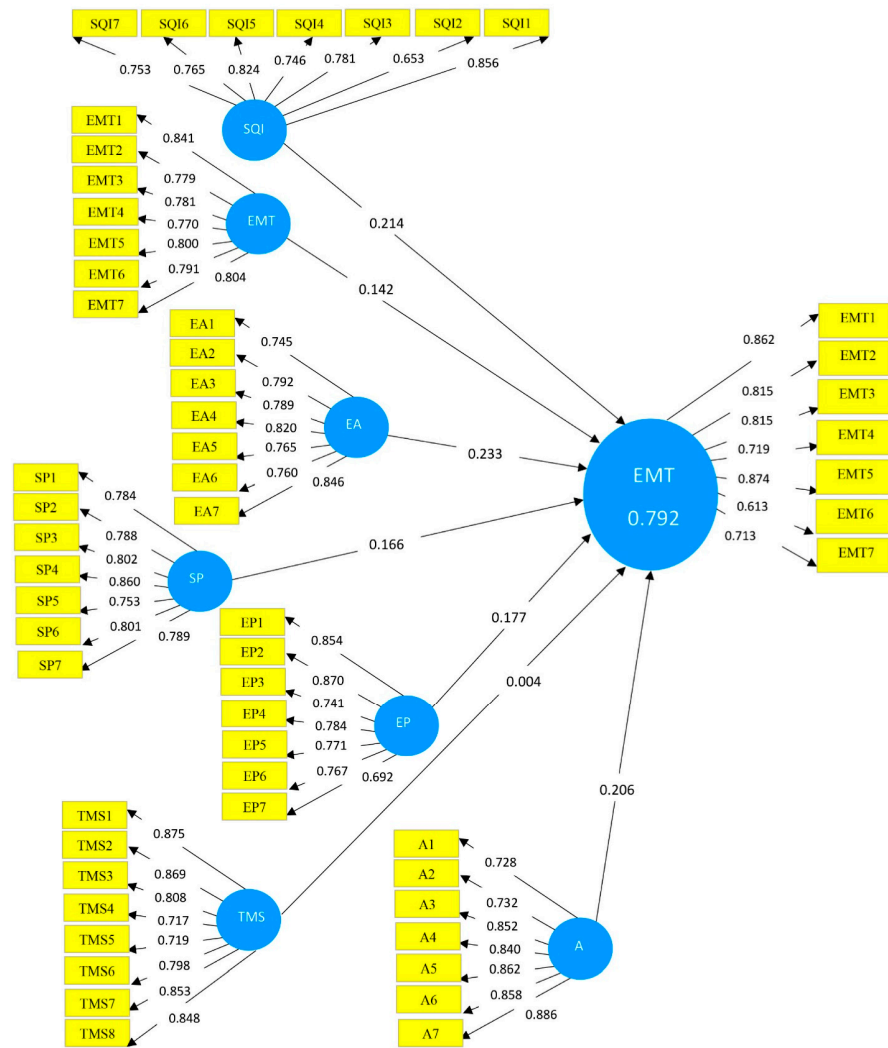 SQI7 SQI6 SQI5 SQI4 SQI3 SQI2 SQI1
0.753 0.765 0.824 0.746 0.781 0.653 0.856
SQI
EMT1
EMT2
EMT3
EMT4
EMT5
EMT6
EMT7
0.841
0.779
0.781
0.770
0.800
0.791
0.804
EMT
0.214
0.142
EA1
EA2
EA3
EA4
EA5
EA6
EA7
0.745
0.792
0.789
0.820
0.765
0.760
0.846
EA
0.233
EMT
0.792
0.862
0.815
0.815
0.719
0.874
0.613
0.713
EMT1
EMT2
EMT3
EMT4
EMT5
EMT6
EMT7
SP1
SP2
SP3
SP4
SP5
SP6
SP7
0.784
0.788
0.802
0.860
0.753
0.801
0.789
SP
0.166
EP1
EP2
EP3
EP4
EP5
EP6
EP7
0.854
0.870
0.741
0.784
0.771
0.767
0.692
EP
0.177
0.004
TMS1
TMS2
TMS3
TMS4
TMS5
TMS6
TMS7
TMS8
0.875
0.869
0.808
0.717
0.719
0.798
0.853
0.848
TMS
A1
A2
A3
A4
A5
A6
A7
0.728
0.732
0.852
0.840
0.862
0.858
0.886
A
0.206